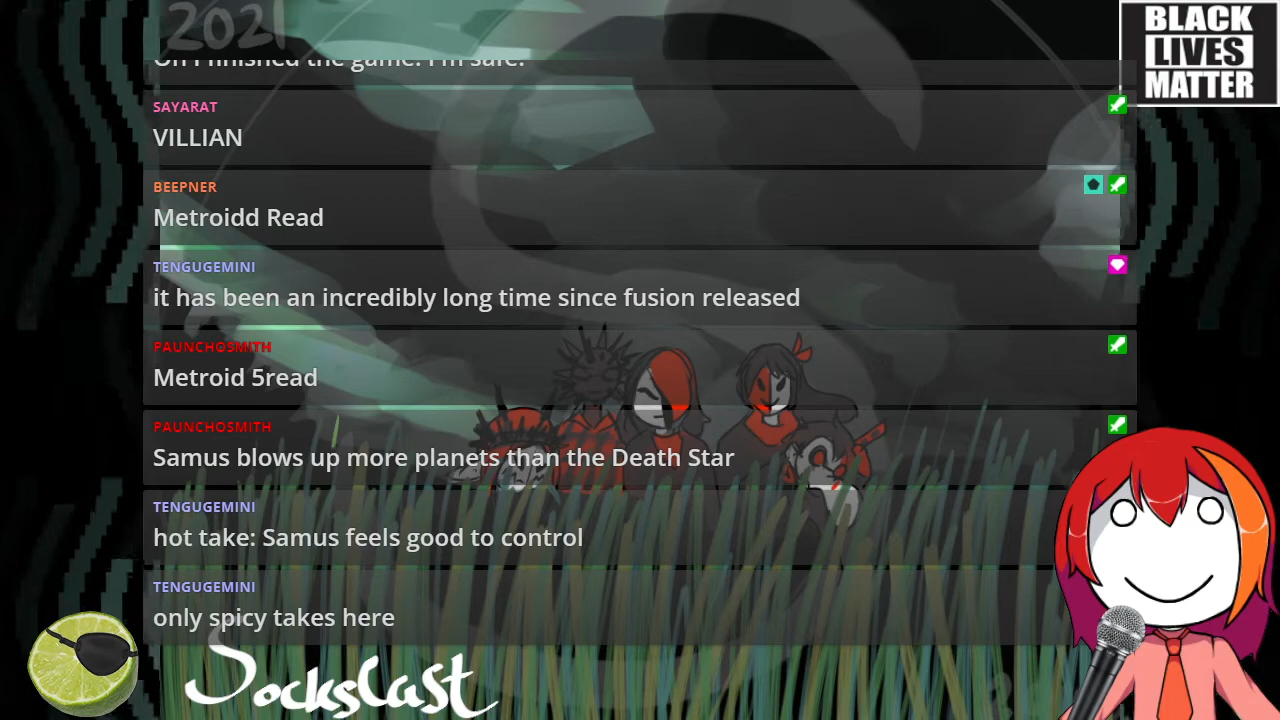 2021
Oh I finished the game. I'm safe.
BLACK
LIVES
MATTER
SAYARAT
VILLIAN
BEEPNER
Metroidd Read
TENGUGEMINI
it has been an incredibly long time since fusion released
PAUNCHOSMITH
Metroid 5read
PAUNCHOSMITH
Samus blows up more planets than the Death Star
TENGUGEMINI
hot take: Samus feels good to control
TENGUGEMINI
only spicy takes here
SocksCast